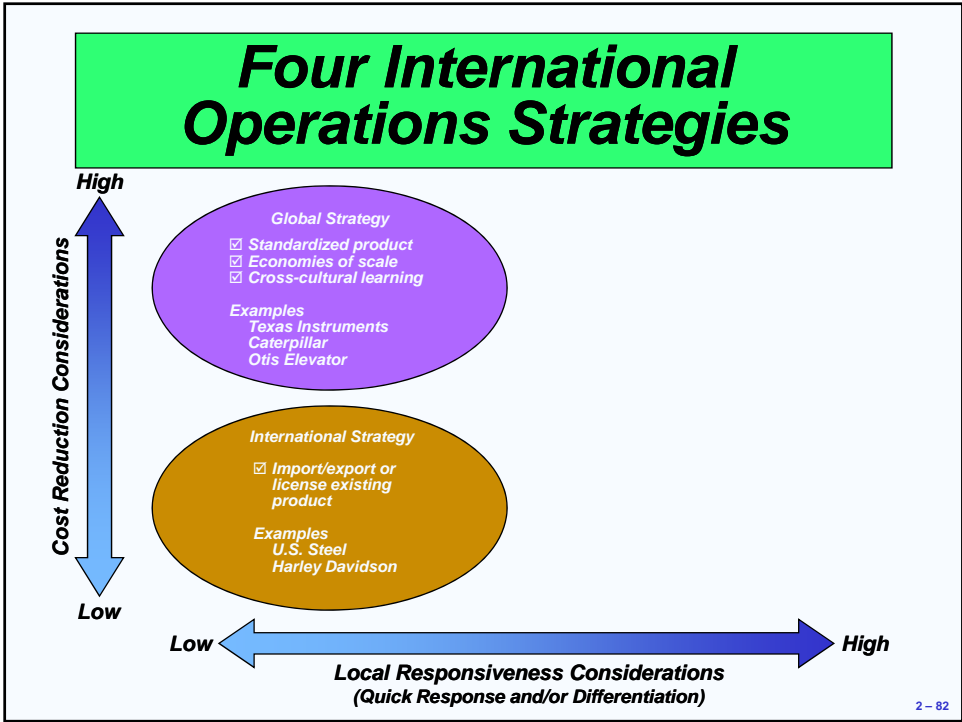 Four International
Operations Strategies
High
Cost Reduction Considerations
Low
Global Strategy
☑ Standardized product
☑ Economies of scale
☑ Cross-cultural learning
Examples
Texas Instruments
Caterpillar
Otis Elevator
International Strategy
☑ Import/export or
license existing
product
Examples
U.S. Steel
Harley Davidson
Low
High
Local Responsiveness Considerations
(Quick Response and/or Differentiation)
2 – 82